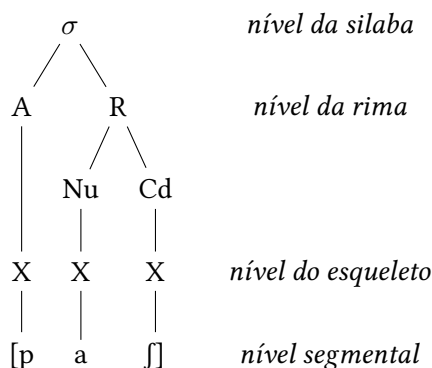 σ nível da silaba
A R nível da rima
Nu Cd
X X X nível do esqueleto
[p a ʃ] nível segmental